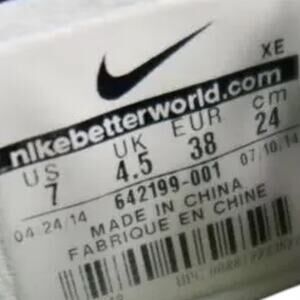 XE
nikebetterworld.com
US UK EUR cm
7 4.5 38 24
04/24/14 642199-001 07/10/14
MADE IN CHINA
FABRIQUE EN CHINE
UPC